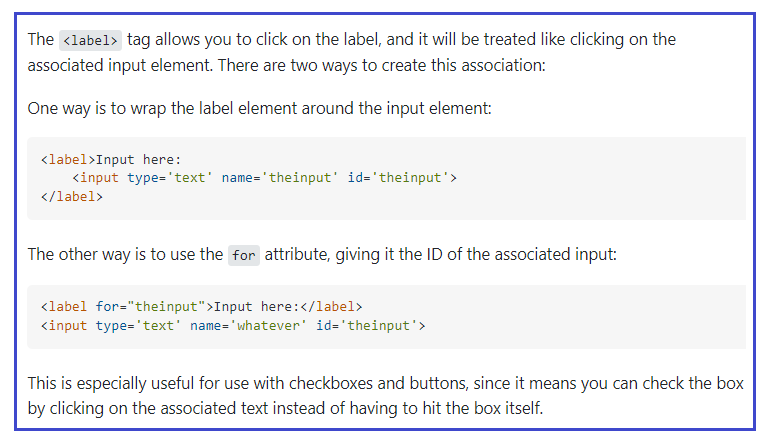 The <label> tag allows you to click on the label, and it will be treated like clicking on the
associated input element. There are two ways to create this association:
One way is to wrap the label element around the input element:
<label>Input here:
    <input type='text' name='theinput' id='theinput'>
</label>
The other way is to use the for attribute, giving it the ID of the associated input:
<label for="theinput">Input here:</label>
<input type='text' name='whatever' id='theinput'>
This is especially useful for use with checkboxes and buttons, since it means you can check the box
by clicking on the associated text instead of having to hit the box itself.